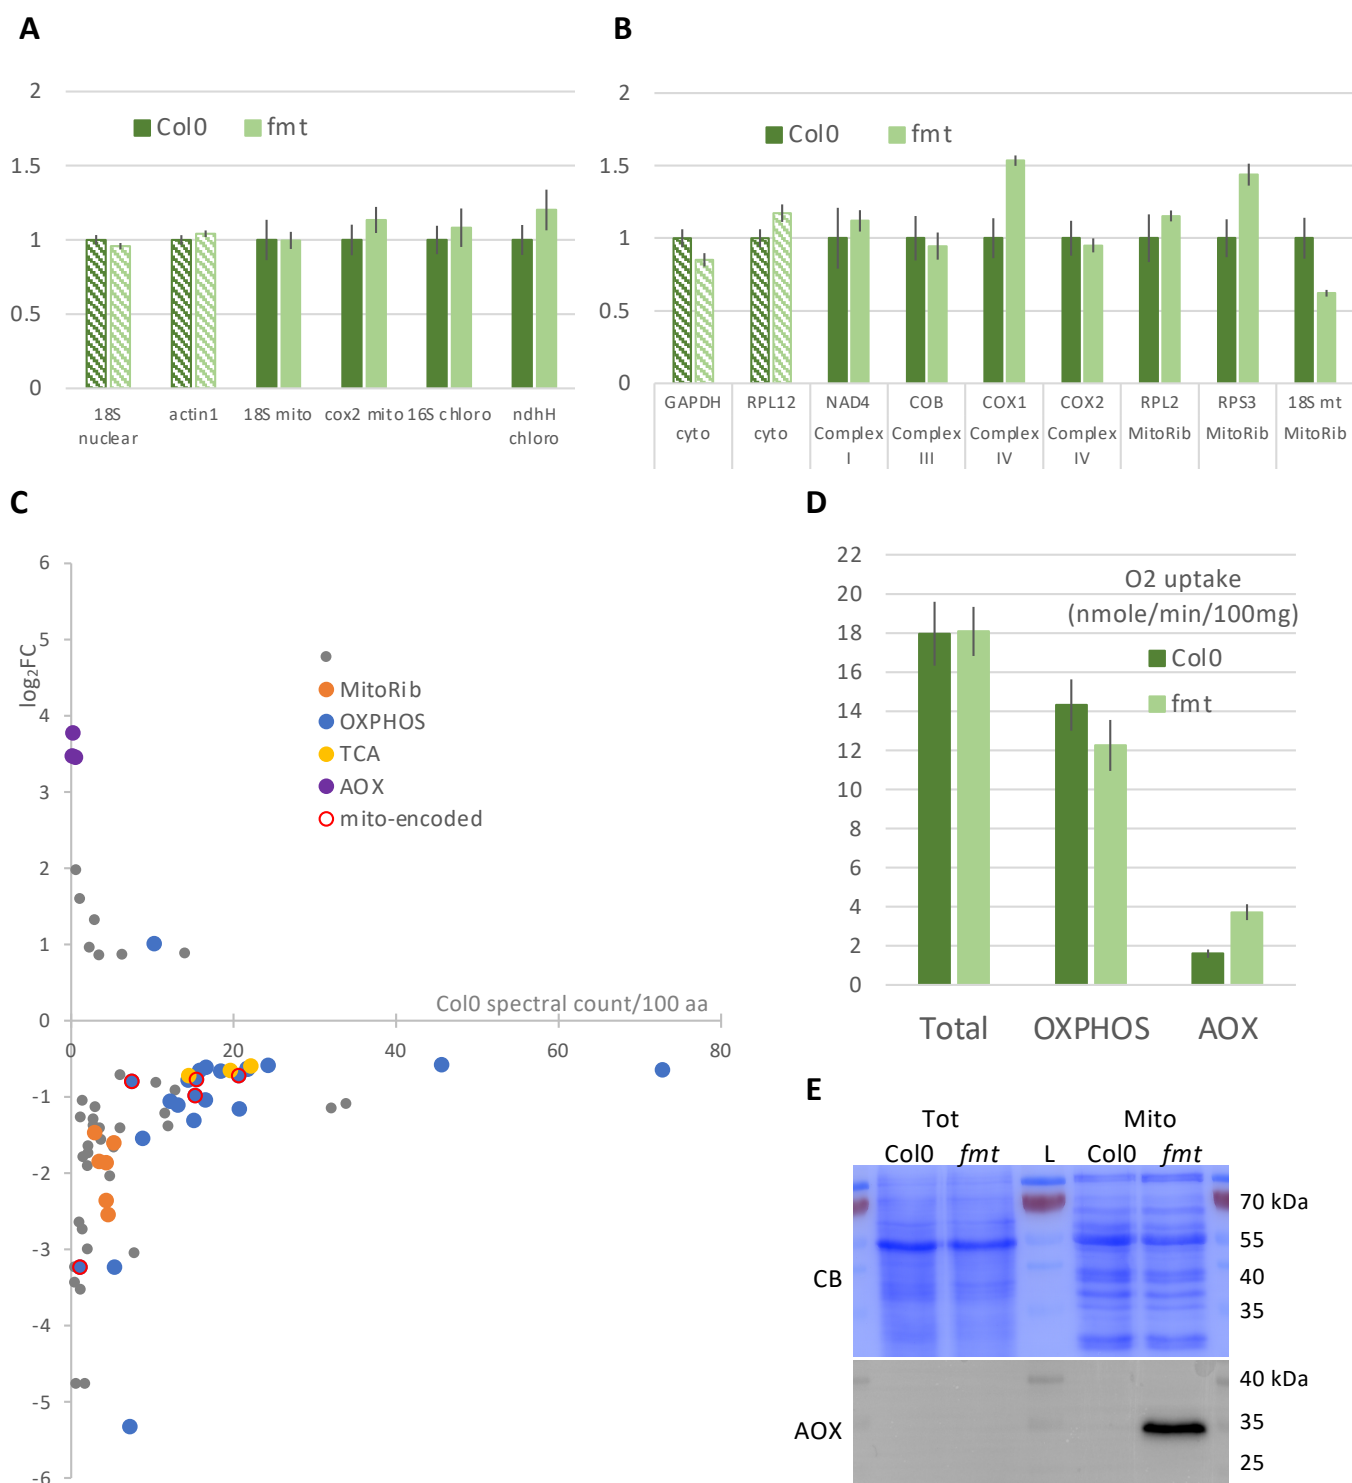 A
2
1.5
1
0.5
0
Col0
fmt
18S nuclear
actin1
18S mito
cox2 mito
16S chloro
ndhH chloro
B
2
1.5
1
0.5
0
Col0
fmt
GAPDH
RPL12
NAD4
COB
COX1
COX2
RPL2
RPS3
18S mt
cyto
cyto
Complex I
Complex III
Complex IV
Complex IV
MitoRib
MitoRib
MitoRib
C
log₂FC
6
5
4
3
2
1
0
-1
-2
-3
-4
-5
-6
MitoRib
OXPHOS
TCA
AOX
mito-encoded
Col0 spectral count/100 aa
0
20
40
60
80
D
22
20
18
16
14
12
10
8
6
4
2
0
O2 uptake
(nmole/min/100mg)
Col0
fmt
Total
OXPHOS
AOX
E
Tot
Mito
Col0
fmt
L
Col0
fmt
CB
70 kDa
55
40
35
AOX
40 kDa
35
25